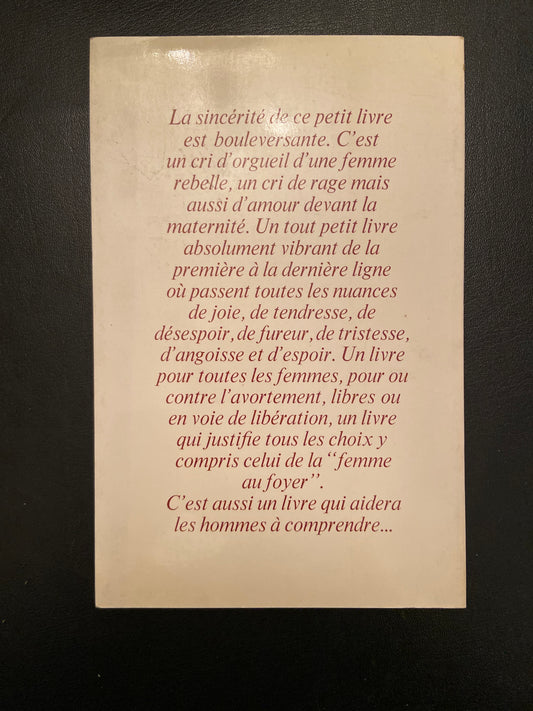 La sincérité de ce petit livre
est bouleversante. C'est
un cri d'orgueil d'une femme
rebelle, un cri de rage mais
aussi d'amour devant la
maternité. Un tout petit livre
absolument vibrant de la
première à la dernière ligne
où passent toutes les nuances
de joie, de tendresse, de
désespoir, de fureur, de tristesse,
d'angoisse et d'espoir. Un livre
pour toutes les femmes, pour ou
contre l'avortement, libres ou
en voie de libération, un livre
qui justifie tous les choix y
compris celui de la “femme
au foyer”.
C'est aussi un livre qui aidera
les hommes à comprendre...